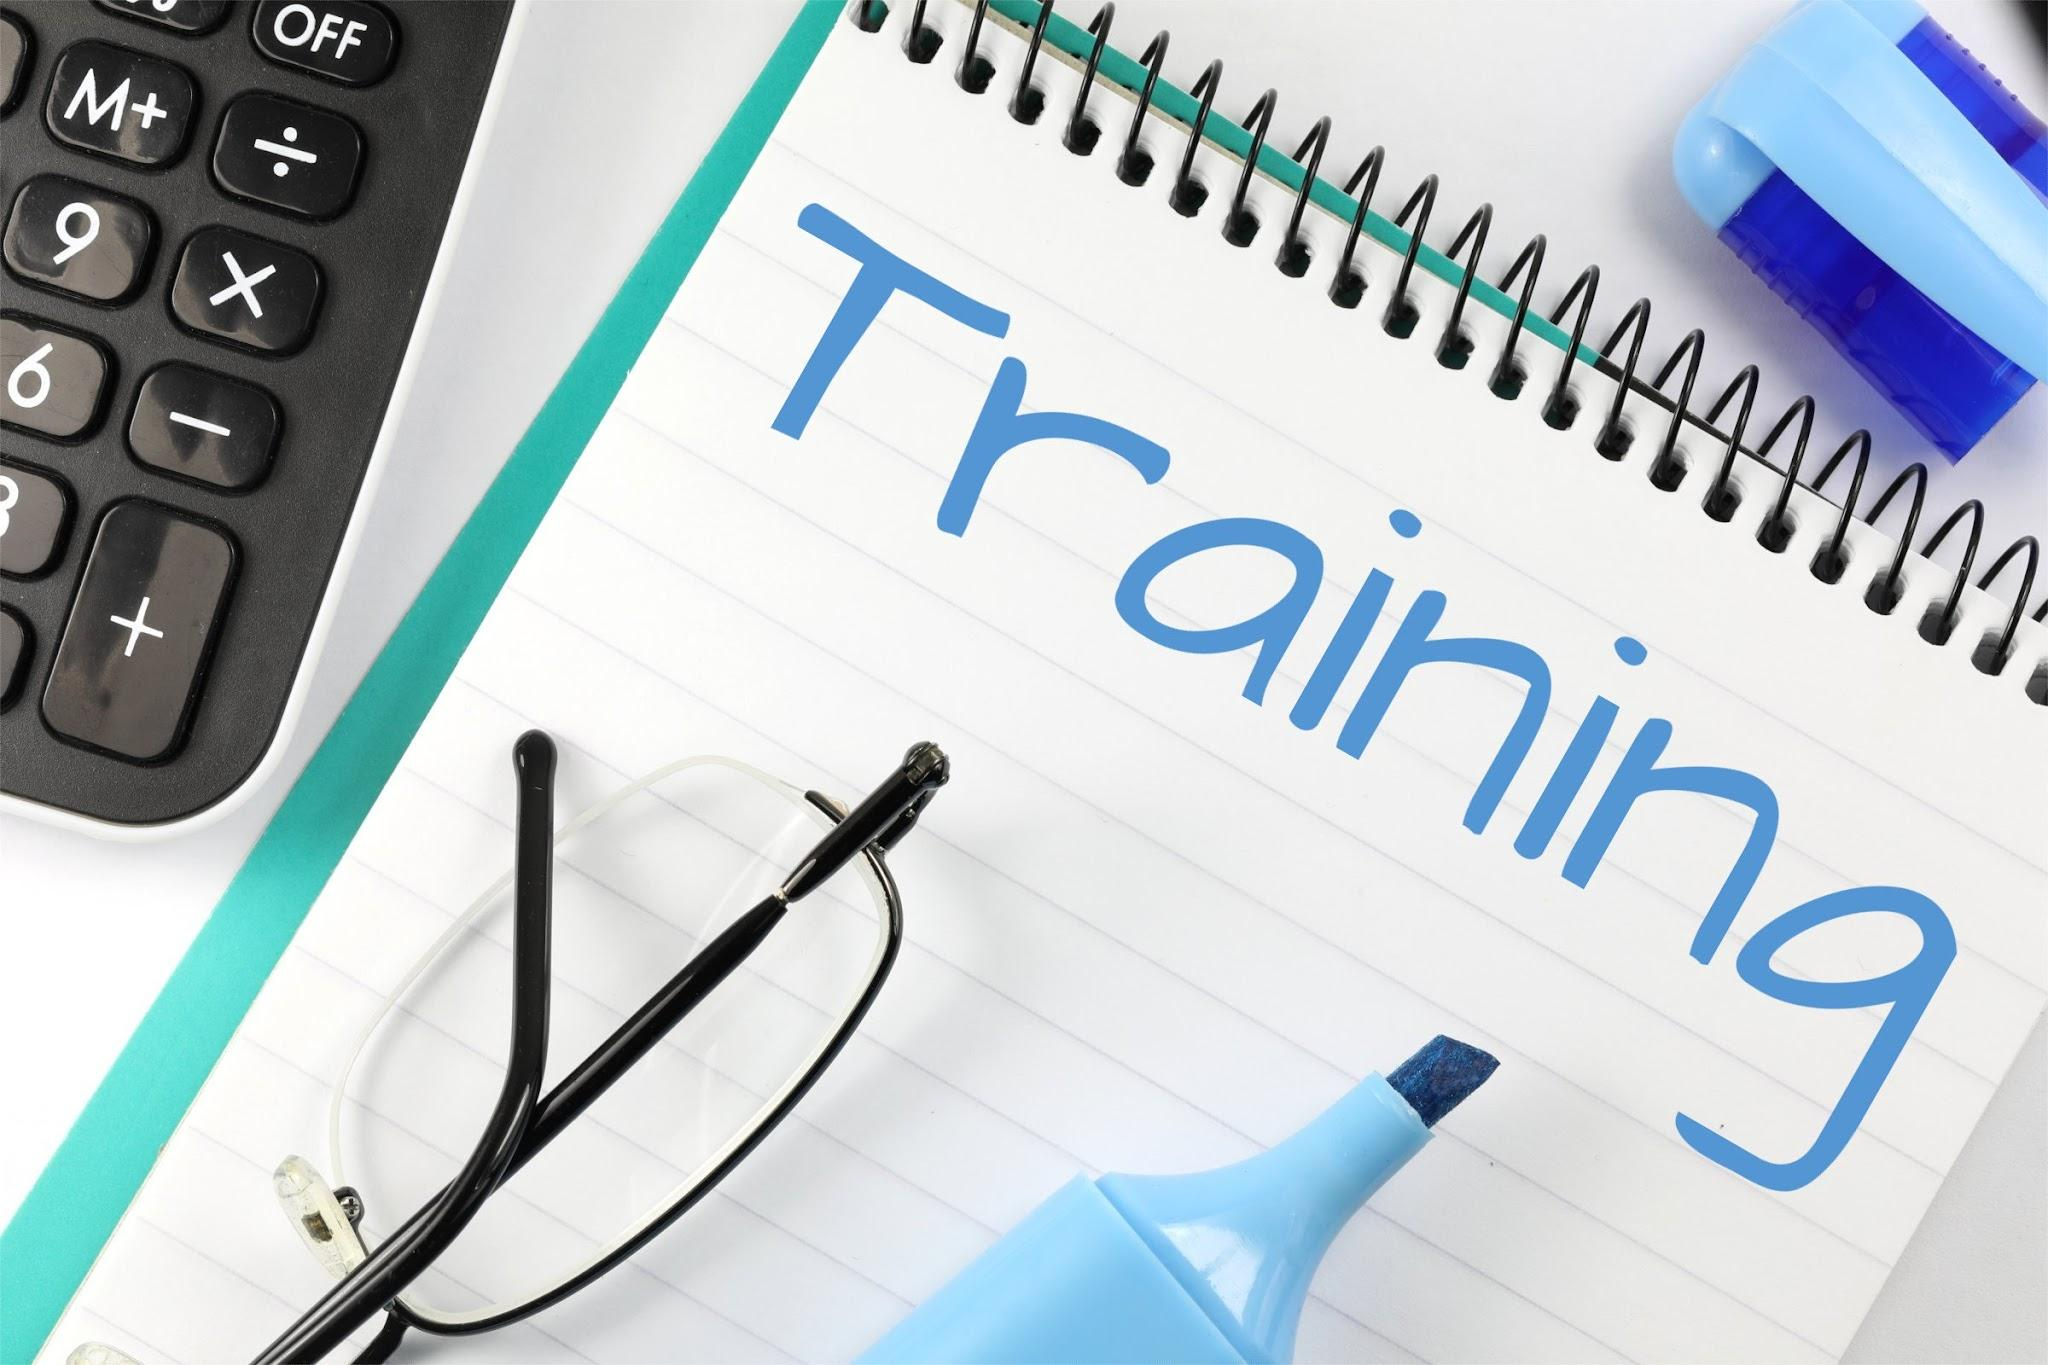 OFF
M+ ÷
9 ×
6 −
+
Training